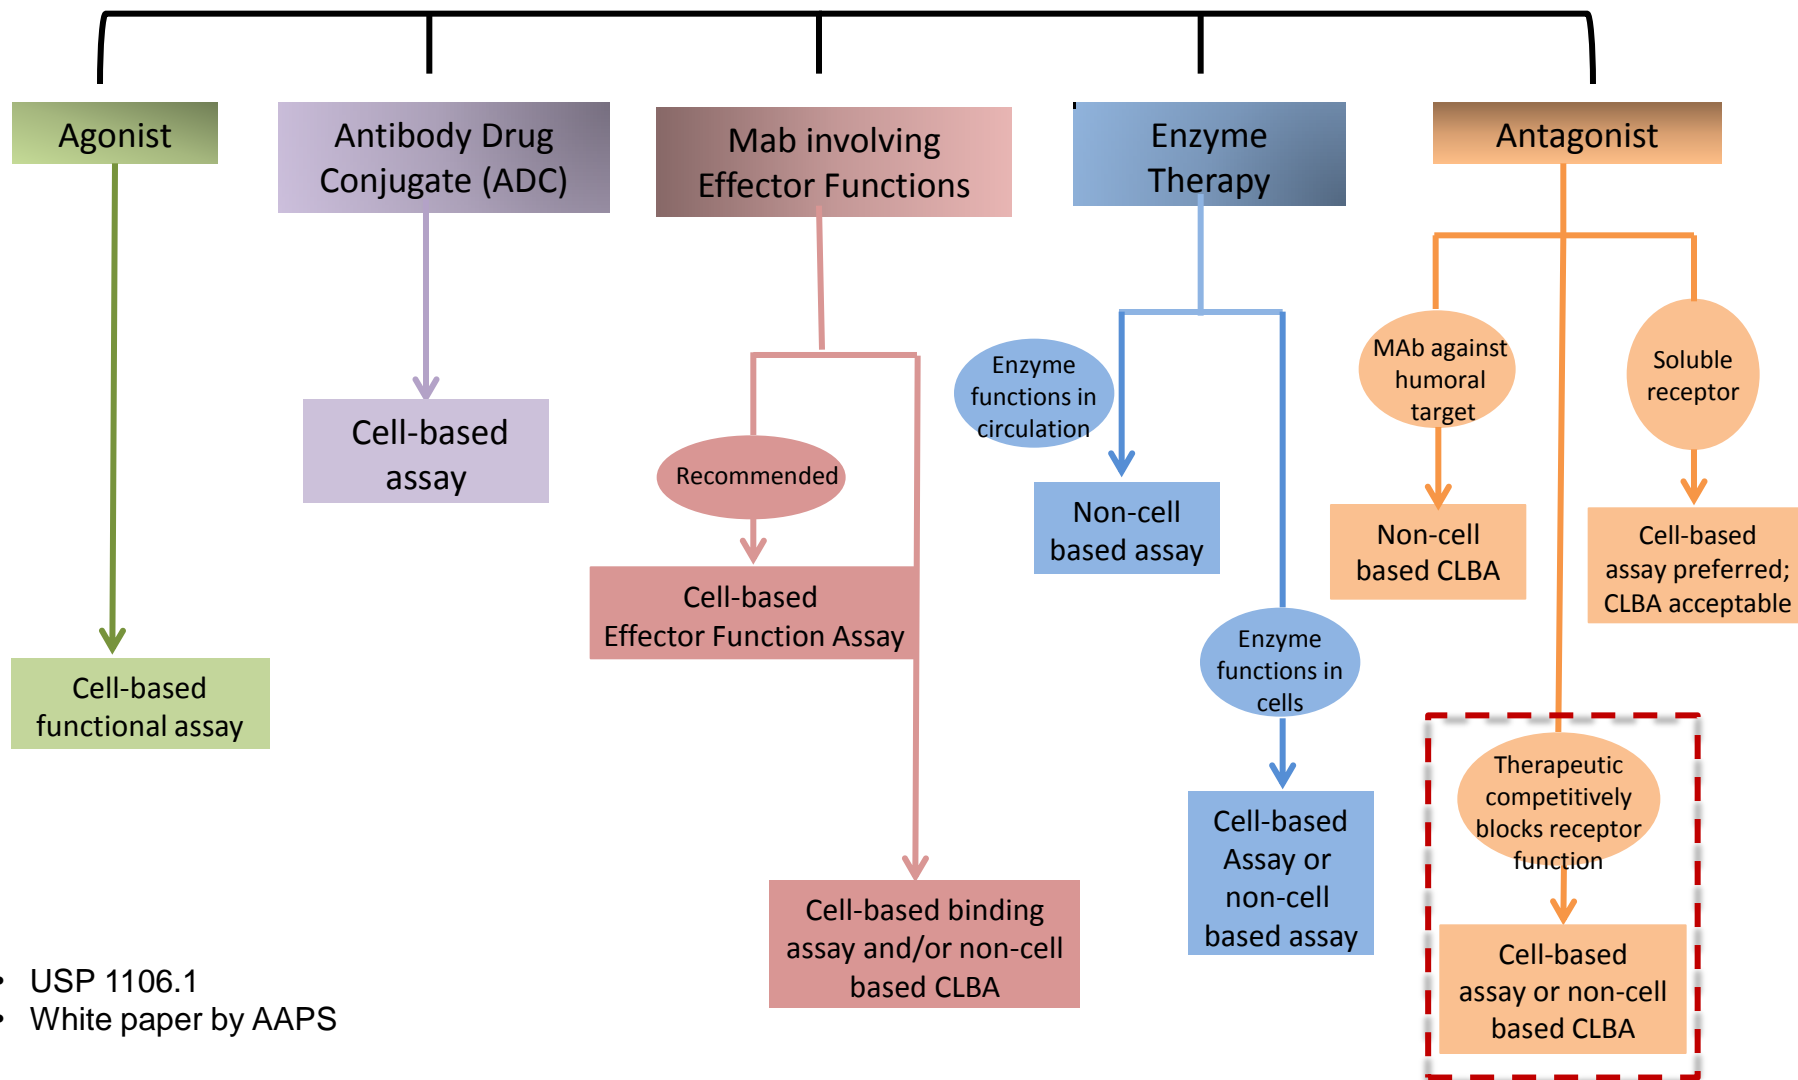 Agonist
Antibody Drug
Conjugate (ADC)
Mab involving
Effector Functions
Enzyme
Therapy
Antagonist
Enzyme
functions in
circulation
MAb against
humoral
target
Soluble
receptor
Cell-based
assay
Recommended
Non-cell
based assay
Non-cell
based CLBA
Cell-based
assay preferred;
CLBA acceptable
Cell-based
Effector Function Assay
Enzyme
functions in
cells
Cell-based
functional assay
Therapeutic
competitively
blocks receptor
function
Cell-based
Assay or
non-cell
based assay
Cell-based binding
assay and/or non-cell
based CLBA
Cell-based
assay or non-cell
based CLBA
• USP 1106.1
• White paper by AAPS